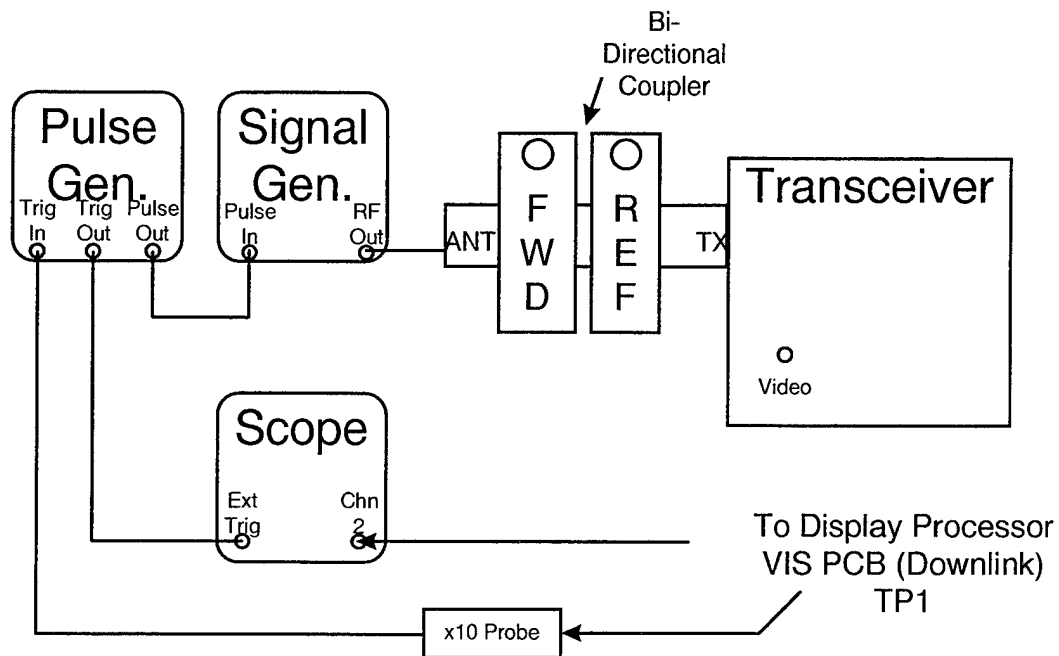 Bi-
Directional
Coupler
Pulse
Gen.
Trig
In
Trig
Out
Pulse
Out
Signal
Gen.
Pulse
In
RF
Out
ANT
F
W
D
R
E
F
TX
Transceiver
Video
Scope
Ext
Trig
Chn
2
To Display Processor
VIS PCB (Downlink)
TP1
x10 Probe